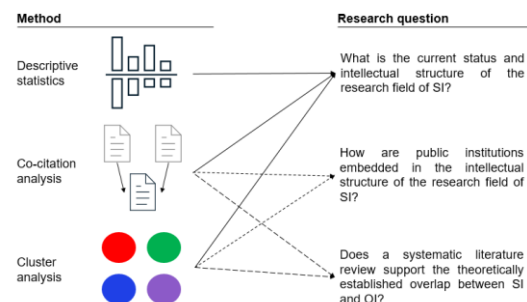 Method
Research question
Descriptive
statistics
What is the current status and
intellectual structure of the
research field of SI?
Co-citation
analysis
How are public institutions
embedded in the intellectual
structure of the research field of
SI?
Cluster
analysis
Does a systematic literature
review support the theoretically
established overlap between SI
and OI?